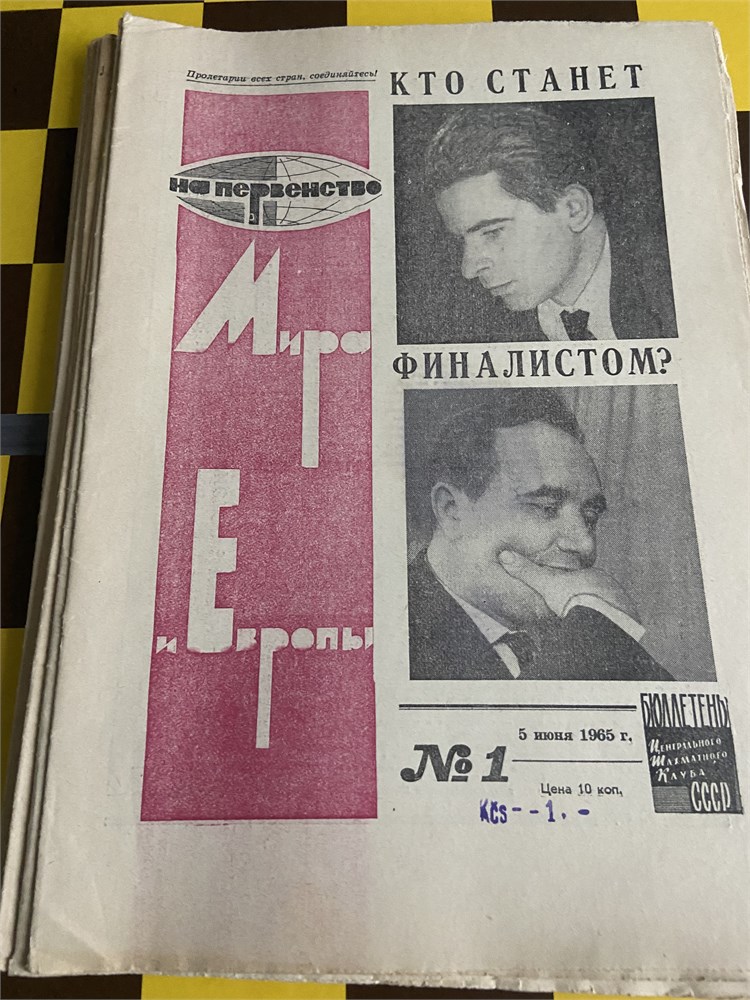 Пролетарии всех стран, соединяйтесь!
КТО СТАНЕТ
на первенство
Мира
ФИНАЛИСТОМ?
и Европы
№ 1
5 июня 1965 г.
Цена 10 коп.
Kčs - - 1. -
БЮЛЛЕТЕНЬ
Центрального
Шахматного
Клуба
СССР